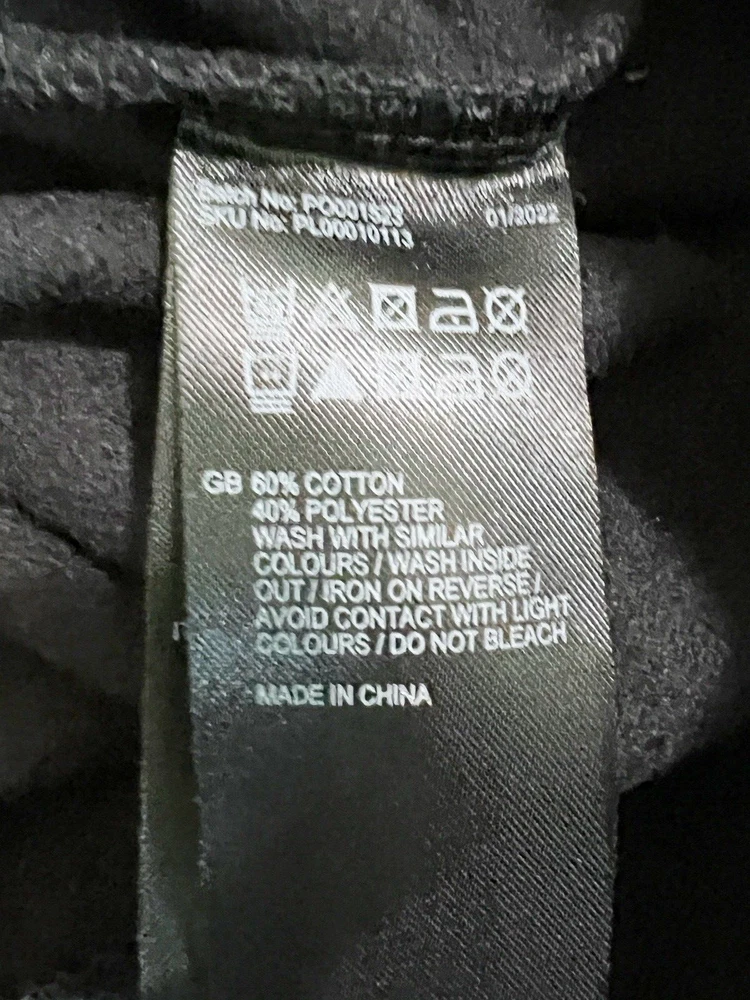 Batch No: PO001523 01/2022
SKU No: PL00010113
GB 60% COTTON
40% POLYESTER
WASH WITH SIMILAR
COLOURS / WASH INSIDE
OUT / IRON ON REVERSE /
AVOID CONTACT WITH LIGHT
COLOURS / DO NOT BLEACH
MADE IN CHINA